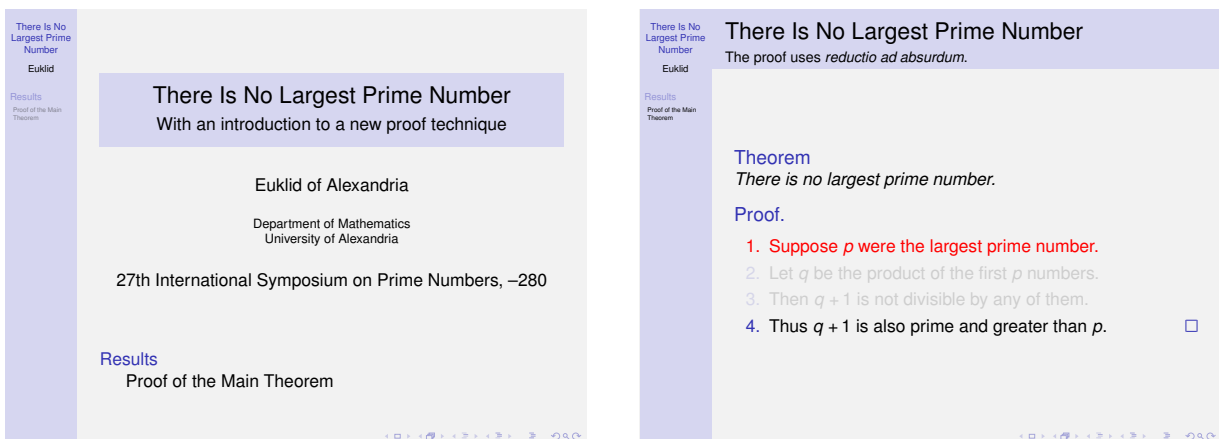 There Is No
Largest Prime
Number
Euklid
Results
Proof of the Main
Theorem
There Is No Largest Prime Number
With an introduction to a new proof technique
Euklid of Alexandria
Department of Mathematics
University of Alexandria
27th International Symposium on Prime Numbers, –280
Results
Proof of the Main Theorem
There Is No
Largest Prime
Number
Euklid
Results
Proof of the Main
Theorem
There Is No Largest Prime Number
The proof uses reductio ad absurdum.
Theorem
There is no largest prime number.
Proof.
1. Suppose p were the largest prime number.
2. Let q be the product of the first p numbers.
3. Then q + 1 is not divisible by any of them.
4. Thus q + 1 is also prime and greater than p. □